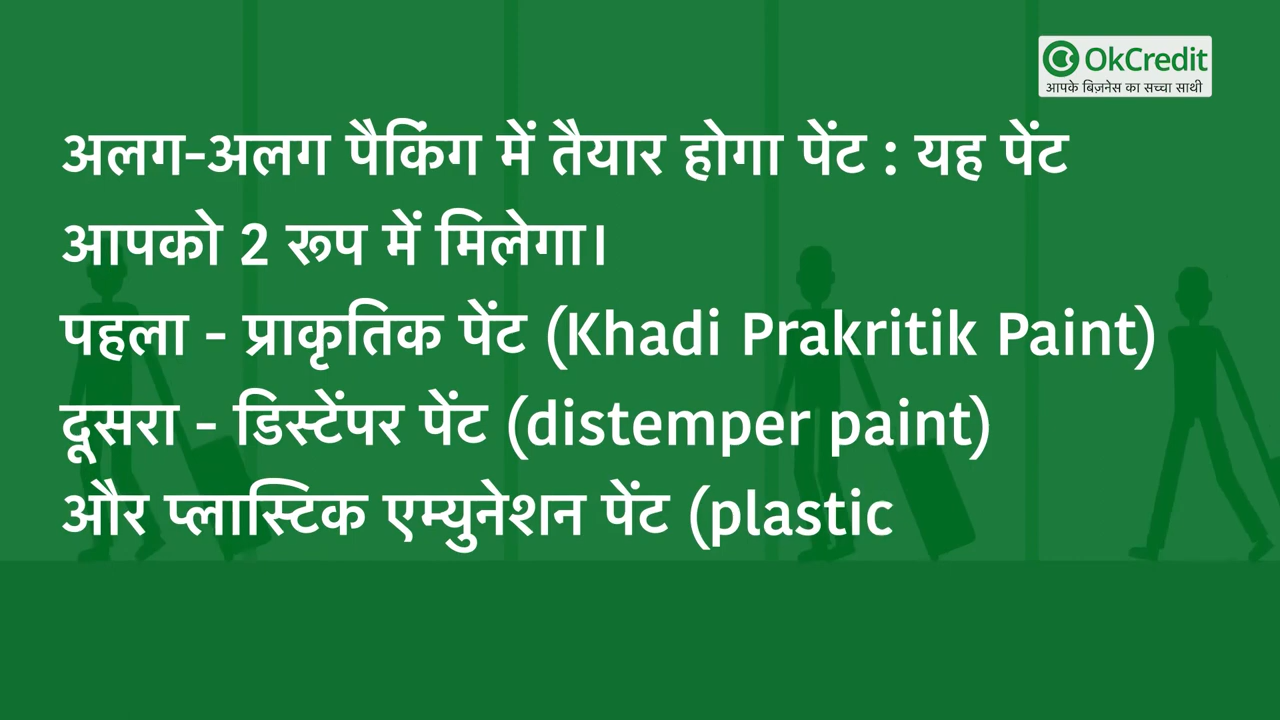 OkCredit
आपके बिज़नेस का सच्चा साथी
अलग-अलग पैकिंग में तैयार होगा पेंट : यह पेंट
आपको 2 रूप में मिलेगा।
पहला - प्राकृतिक पेंट (Khadi Prakritik Paint)
दूसरा - डिस्टेंपर पेंट (distemper paint)
और प्लास्टिक एम्युनेशन पेंट (plastic